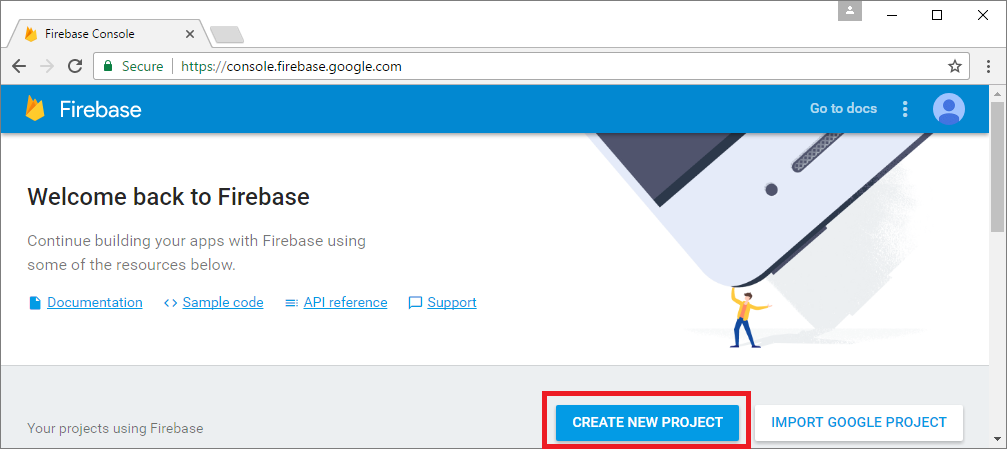 Firebase Console
Secure
https://console.firebase.google.com
Firebase
Go to docs
Welcome back to Firebase
Continue building your apps with Firebase using
some of the resources below.
Documentation
Sample code
API reference
Support
Your projects using Firebase
CREATE NEW PROJECT
IMPORT GOOGLE PROJECT